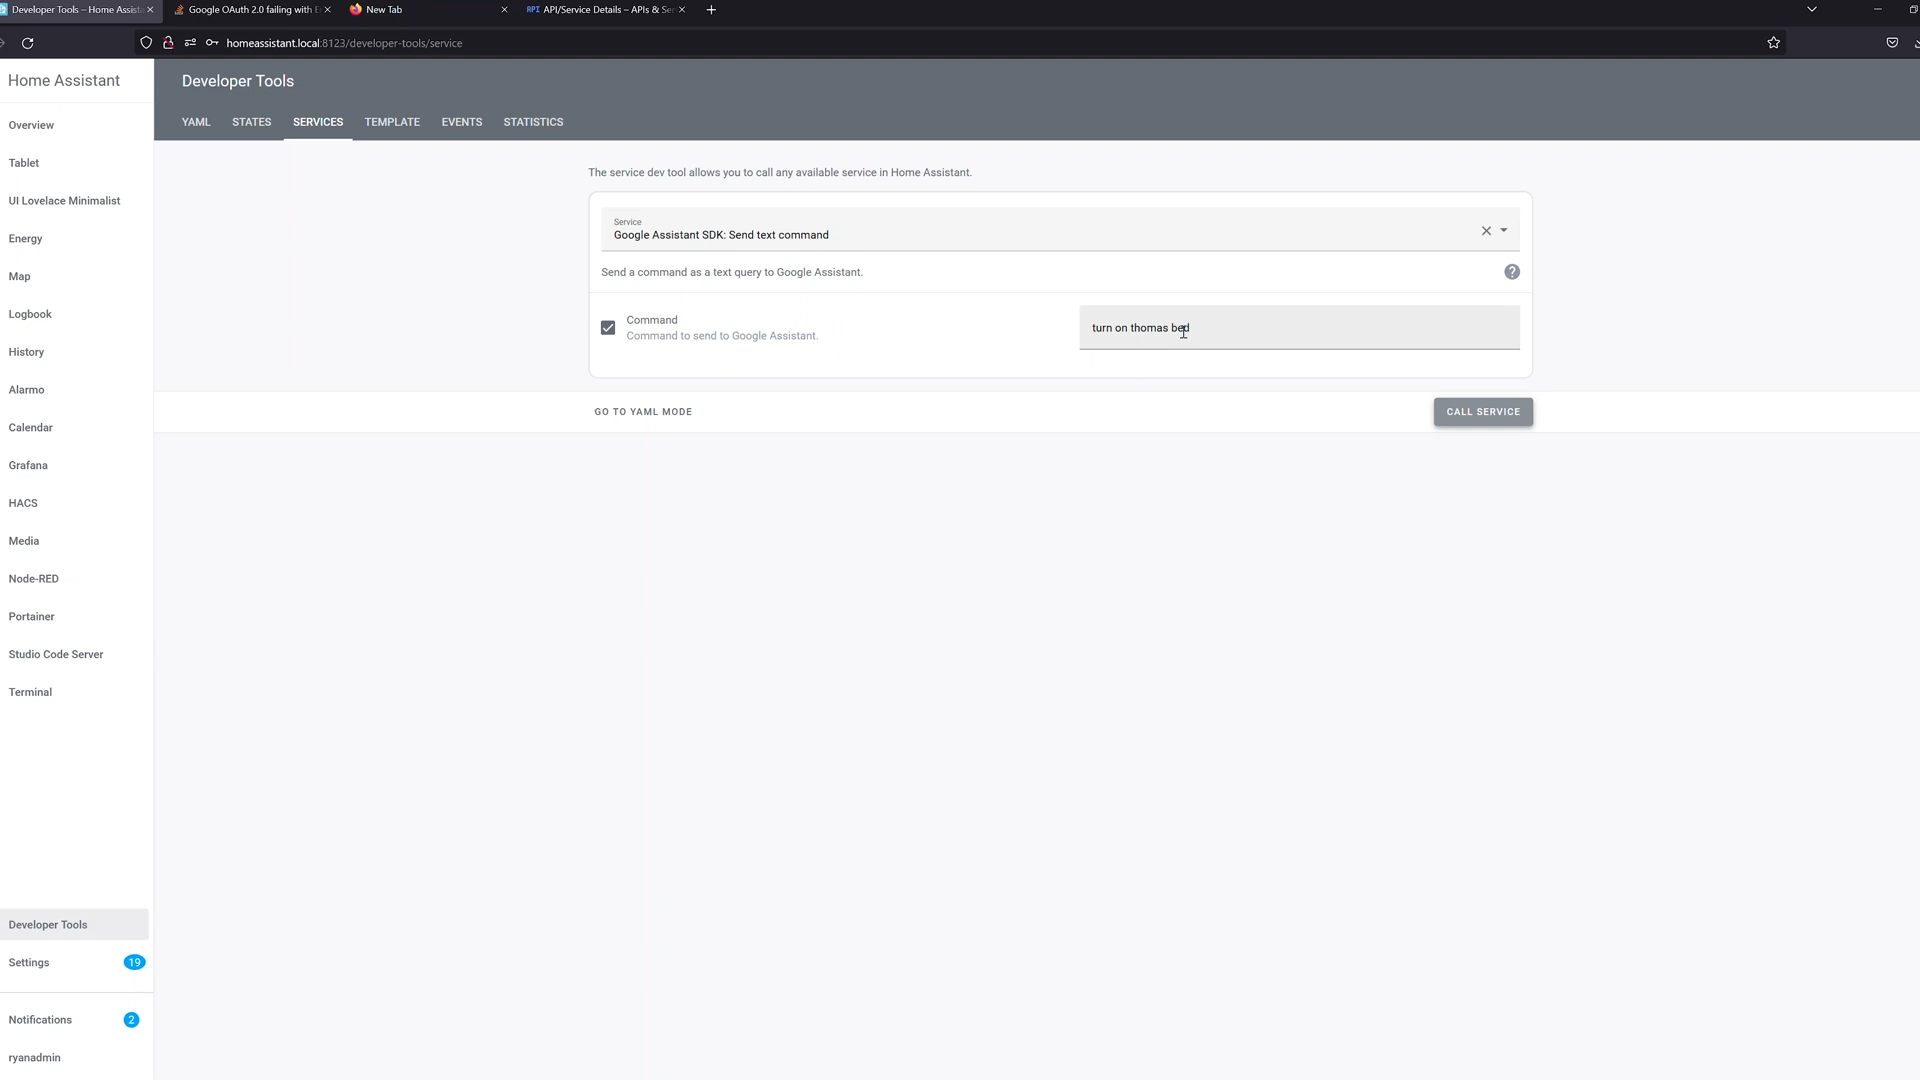 Developer Tools – Home Assista
Google OAuth 2.0 failing with E
New Tab
API API/Service Details – APIs & Ser
homeassistant.local:8123/developer-tools/service
Home Assistant
Developer Tools
YAML STATES SERVICES TEMPLATE EVENTS STATISTICS
Overview
Tablet
UI Lovelace Minimalist
Energy
Map
Logbook
History
Alarmo
Calendar
Grafana
HACS
Media
Node-RED
Portainer
Studio Code Server
Terminal
Developer Tools
Settings 19
Notifications 2
ryanadmin
The service dev tool allows you to call any available service in Home Assistant.
Service
Google Assistant SDK: Send text command
Send a command as a text query to Google Assistant.
?
Command
Command to send to Google Assistant.
turn on thomas bed
GO TO YAML MODE
CALL SERVICE